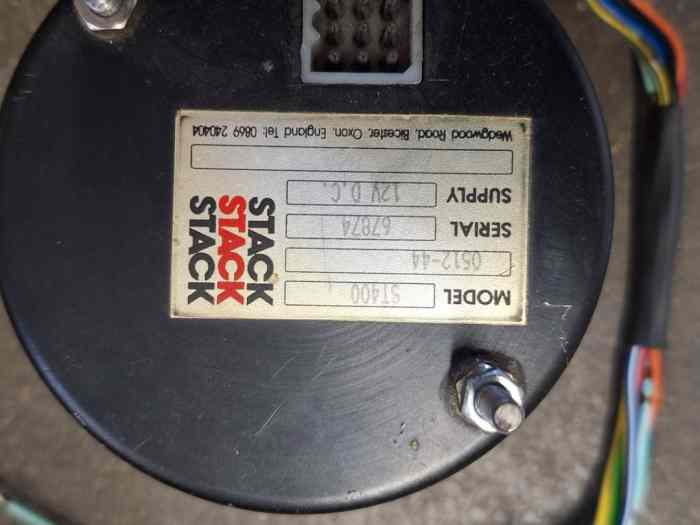 MODEL ST400
0512-44
SERIAL 67874
SUPPLY 12V D.C.
STACK
STACK
STACK
Wedgwood Road, Bicester, Oxon. England Tel: 0869 240404